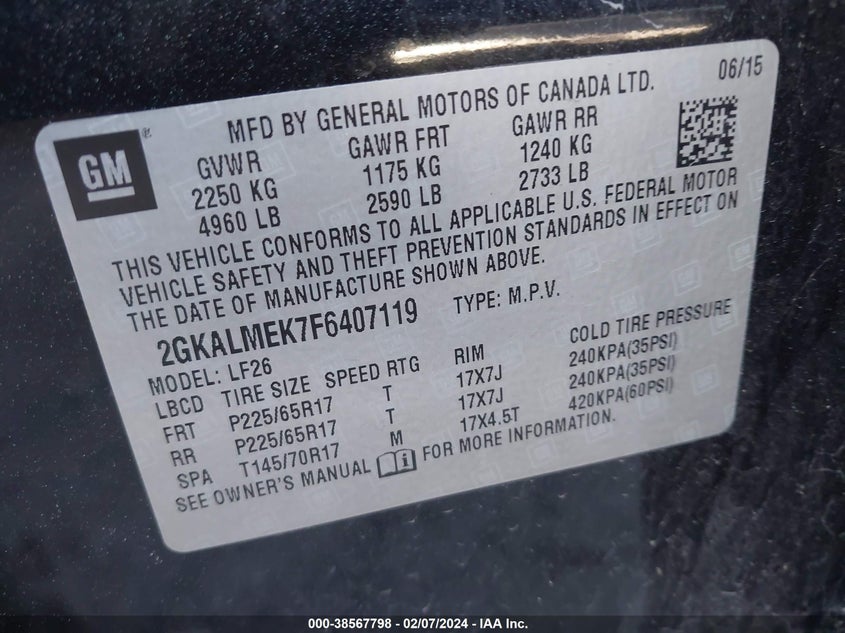 06/15
MFD BY GENERAL MOTORS OF CANADA LTD.
GM
GVWR GAWR FRT GAWR RR
2250 KG 1175 KG 1240 KG
4960 LB 2590 LB 2733 LB
THIS VEHICLE CONFORMS TO ALL APPLICABLE U.S. FEDERAL MOTOR
VEHICLE SAFETY AND THEFT PREVENTION STANDARDS IN EFFECT ON
THE DATE OF MANUFACTURE SHOWN ABOVE.
2GKALMEK7F6407119 TYPE: M.P.V.
MODEL: LF26
LBCD TIRE SIZE SPEED RTG RIM COLD TIRE PRESSURE
FRT P225/65R17 T 17X7J 240KPA(35PSI)
RR P225/65R17 T 17X7J 240KPA(35PSI)
SPA T145/70R17 M 17X4.5T 420KPA(60PSI)
SEE OWNER'S MANUAL FOR MORE INFORMATION.
000-38567798 - 02/07/2024 - IAA Inc.